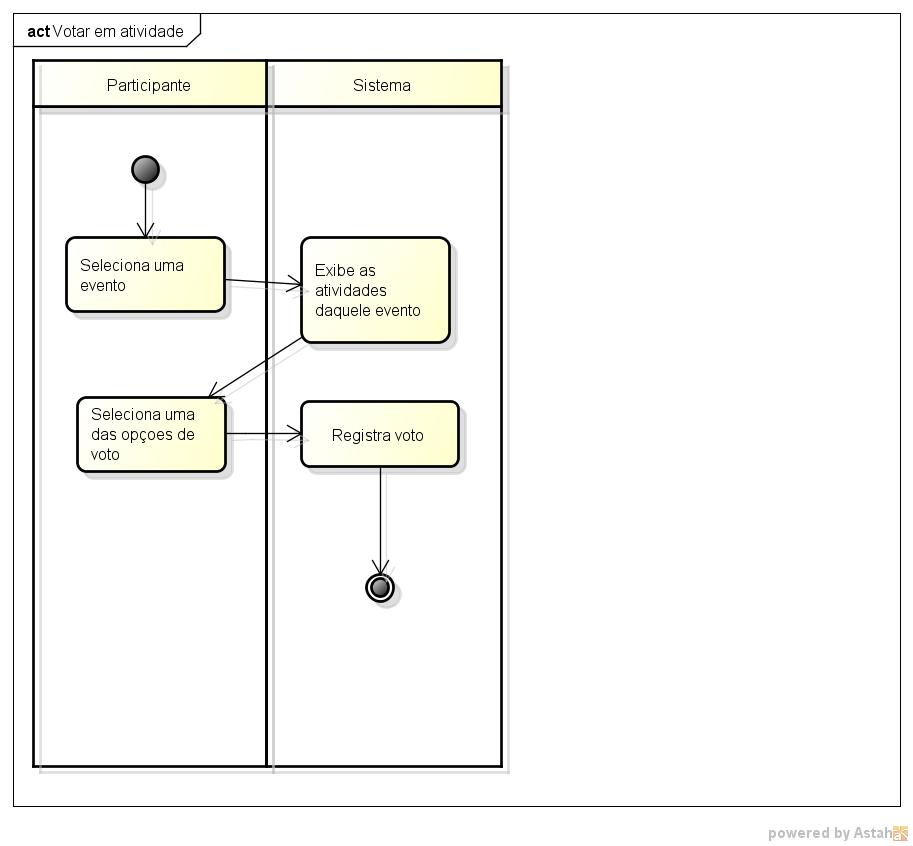 act Votar em atividade
Participante
Sistema
Seleciona uma
evento
Exibe as
atividades
daquele evento
Seleciona uma
das opçoes de
voto
Registra voto
powered by Astah